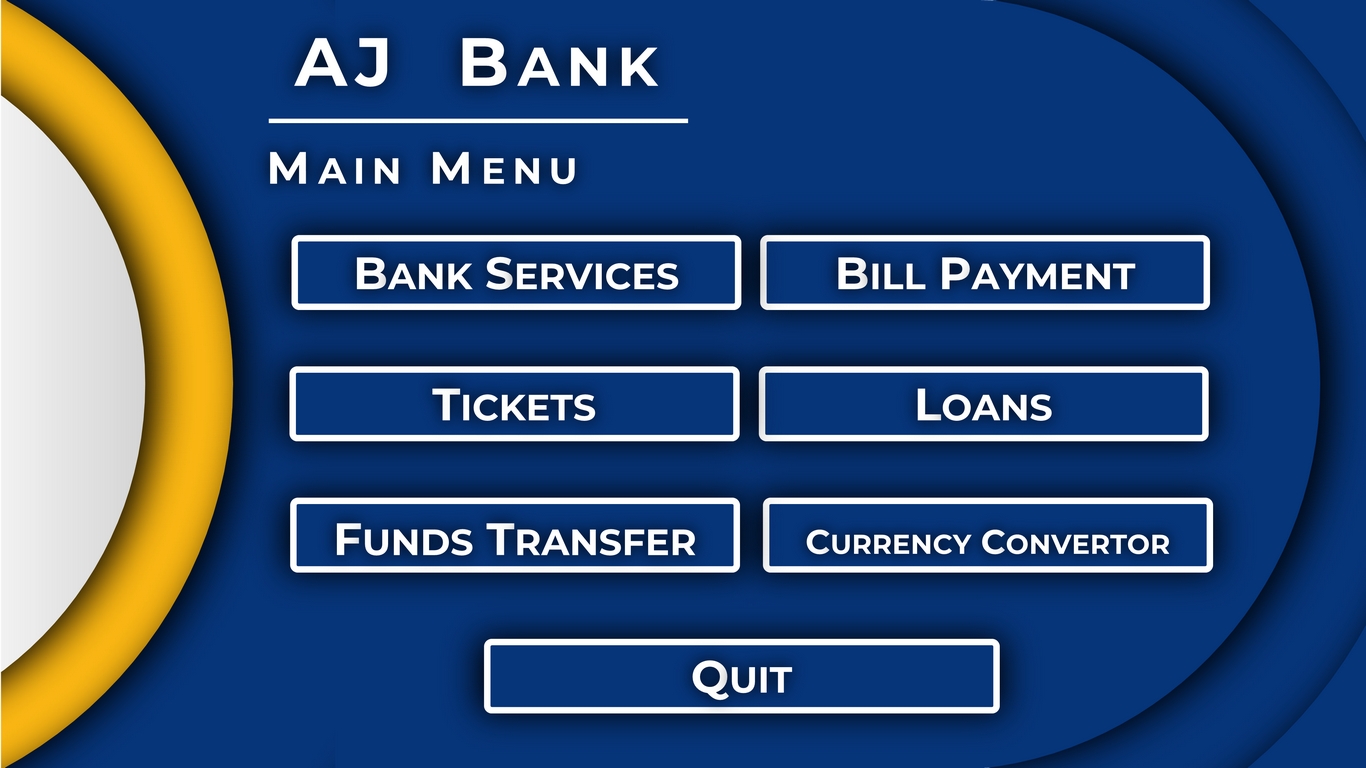 AJ Bank
Main Menu
Bank Services
Bill Payment
Tickets
Loans
Funds Transfer
Currency Convertor
Quit